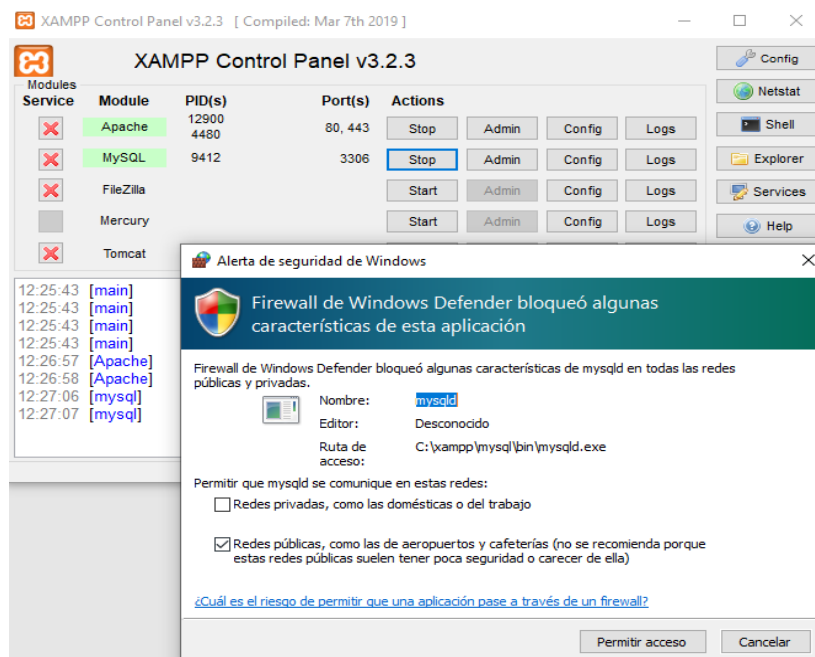 XAMPP Control Panel v3.2.3 [ Compiled: Mar 7th 2019 ]
XAMPP Control Panel v3.2.3
Config
Modules
Service Module PID(s) Port(s) Actions
Netstat
Apache 12900 4480 80, 443 Stop Admin Config Logs
Shell
MySQL 9412 3306 Stop Admin Config Logs
Explorer
FileZilla Start Admin Config Logs
Services
Mercury Start Admin Config Logs
Help
Tomcat
12:25:43 [main]
12:25:43 [main]
12:25:43 [main]
12:25:43 [main]
12:26:57 [Apache]
12:26:58 [Apache]
12:27:06 [mysql]
12:27:07 [mysql]
Alerta de seguridad de Windows
Firewall de Windows Defender bloqueó algunas
características de esta aplicación
Firewall de Windows Defender bloqueó algunas características de mysqld en todas las redes
públicas y privadas.
Nombre: mysqld
Editor: Desconocido
Ruta de C:\xampp\mysql\bin\mysqld.exe
acceso:
Permitir que mysqld se comunique en estas redes:
Redes privadas, como las domésticas o del trabajo
Redes públicas, como las de aeropuertos y cafeterías (no se recomienda porque
estas redes públicas suelen tener poca seguridad o carecer de ella)
¿Cuál es el riesgo de permitir que una aplicación pase a través de un firewall?
Permitir acceso Cancelar